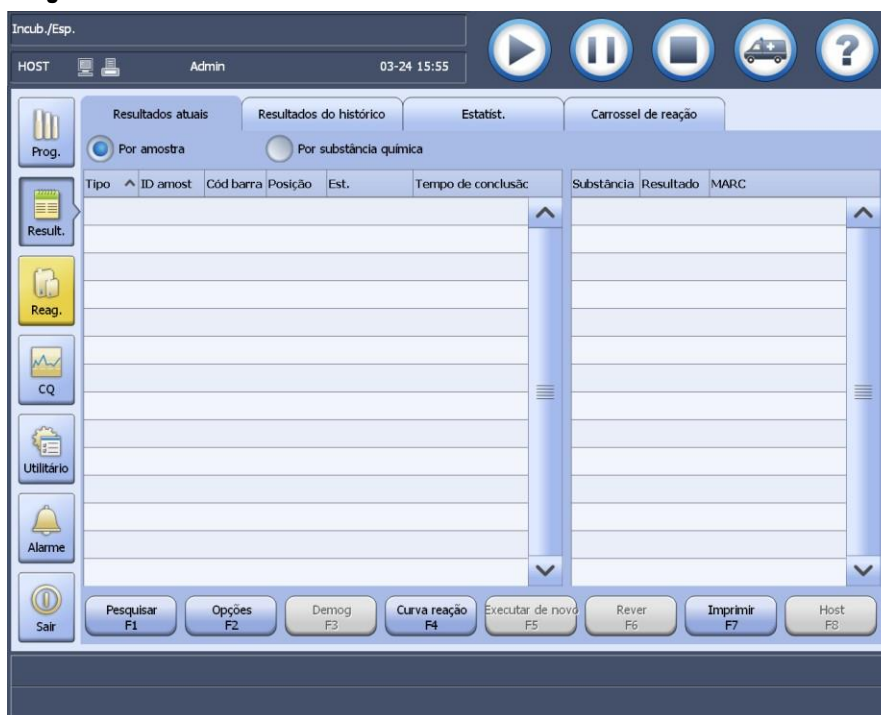 Incub./Esp.
HOST Admin 03-24 15:55
?
Prog.
Result.
Reag.
CQ
Utilitário
Alarme
Sair
Resultados atuais Resultados do histórico Estatíst. Carrossel de reação
Por amostra Por substância química
Tipo ID amost Cód barra Posição Est. Tempo de conclusão Substância Resultado MARC
Pesquisar F1
Opções F2
Demog F3
Curva reação F4
Executar de novo F5
Rever F6
Imprimir F7
Host F8